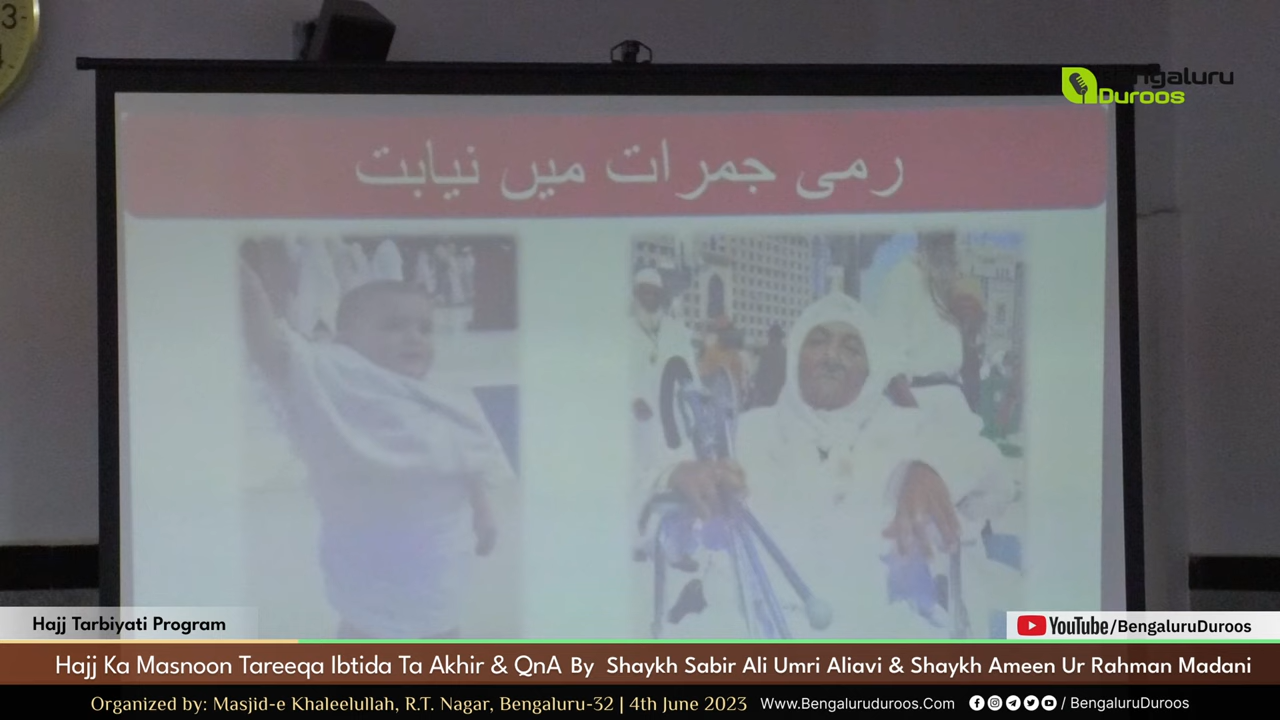 3
Bengaluru
Duroos
رمی جمرات میں نیابت
Hajj Tarbiyati Program
YouTube/BengaluruDuroos
Hajj Ka Masnoon Tareeqa Ibtida Ta Akhir & QnA By Shaykh Sabir Ali Umri Aliavi & Shaykh Ameen Ur Rahman Madani
Organized by: Masjid-e Khaleelullah, R.T. Nagar, Bengaluru-32 | 4th June 2023 Www.Bengaluruduroos.Com / BengaluruDuroos